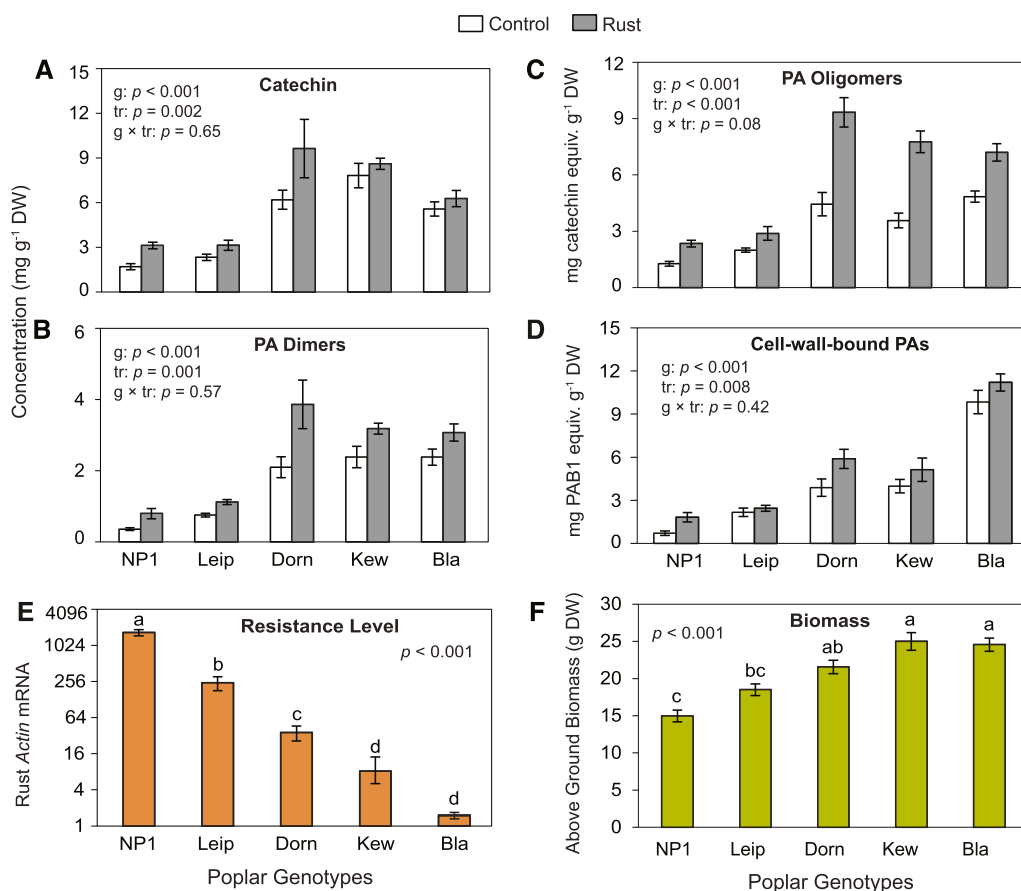 Control Rust
A
Catechin
g: p < 0.001
tr: p = 0.002
g × tr: p = 0.65
15
12
9
6
3
0
Concentration (mg g-1 DW)
B
PA Dimers
g: p < 0.001
tr: p = 0.001
g × tr: p = 0.57
6
4
2
0
NP1 Leip Dorn Kew Bla
C
PA Oligomers
g: p < 0.001
tr: p < 0.001
g × tr: p = 0.08
12
9
6
3
0
mg catechin equiv. g-1 DW
D
Cell-wall-bound PAs
g: p < 0.001
tr: p = 0.008
g × tr: p = 0.42
12
9
6
3
0
mg PAB1 equiv. g-1 DW
NP1 Leip Dorn Kew Bla
E
Resistance Level
p < 0.001
4096
1024
256
64
16
4
1
Rust Actin mRNA
a
b
c
d
d
NP1 Leip Dorn Kew Bla
Poplar Genotypes
F
Biomass
p < 0.001
30
25
20
15
10
5
0
Above Ground Biomass (g DW)
c
bc
ab
a
a
NP1 Leip Dorn Kew Bla
Poplar Genotypes